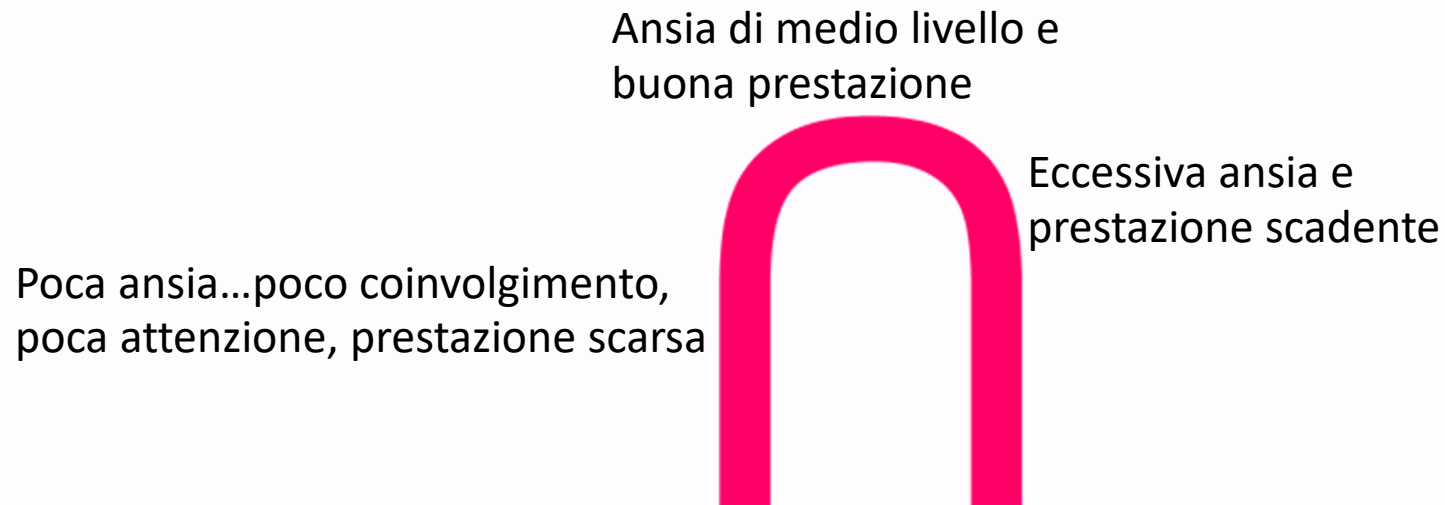 Ansia di medio livello e
buona prestazione
Eccessiva ansia e
prestazione scadente
Poca ansia...poco coinvolgimento,
poca attenzione, prestazione scarsa